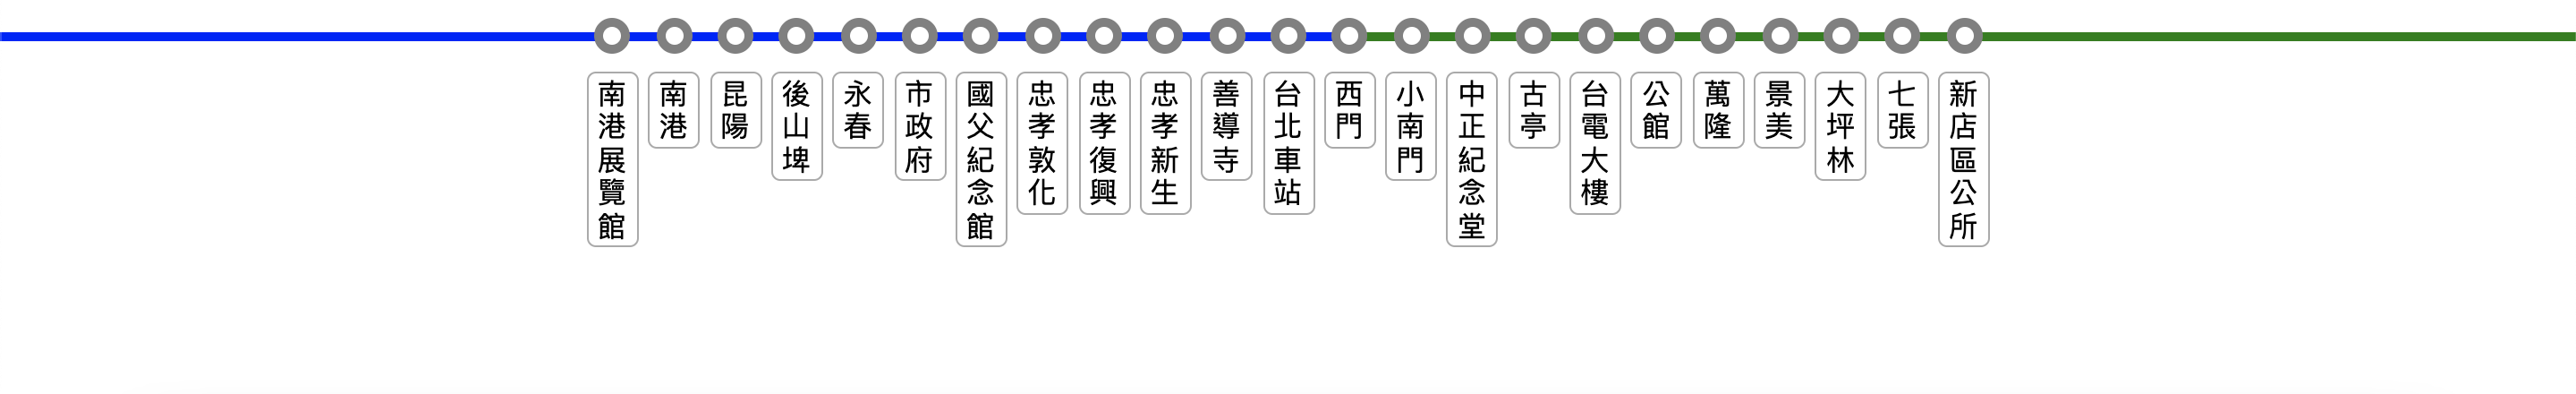 南港展覽館
南港
昆陽
後山埤
永春
市政府
國父紀念館
忠孝敦化
忠孝復興
忠孝新生
善導寺
台北車站
西門
小南門
中正紀念堂
古亭
台電大樓
公館
萬隆
景美
大坪林
七張
新店區公所